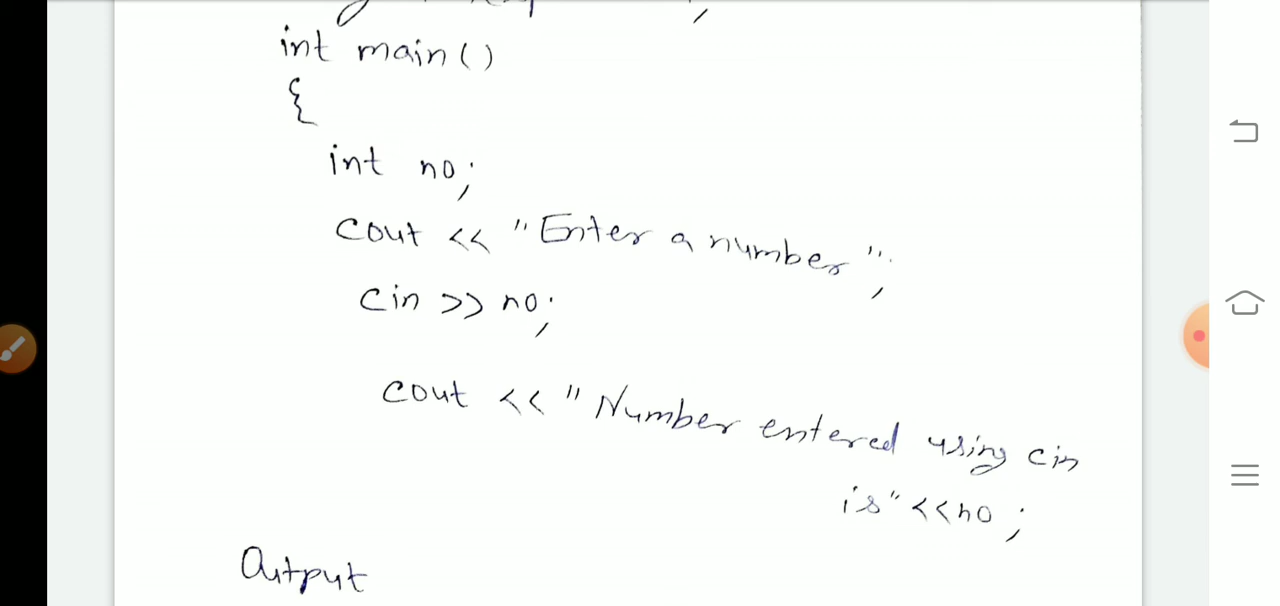 int main()
{
int no;
cout << "Enter a number";
cin >> no;
cout << "Number entered using cin
is" << no ;
Output